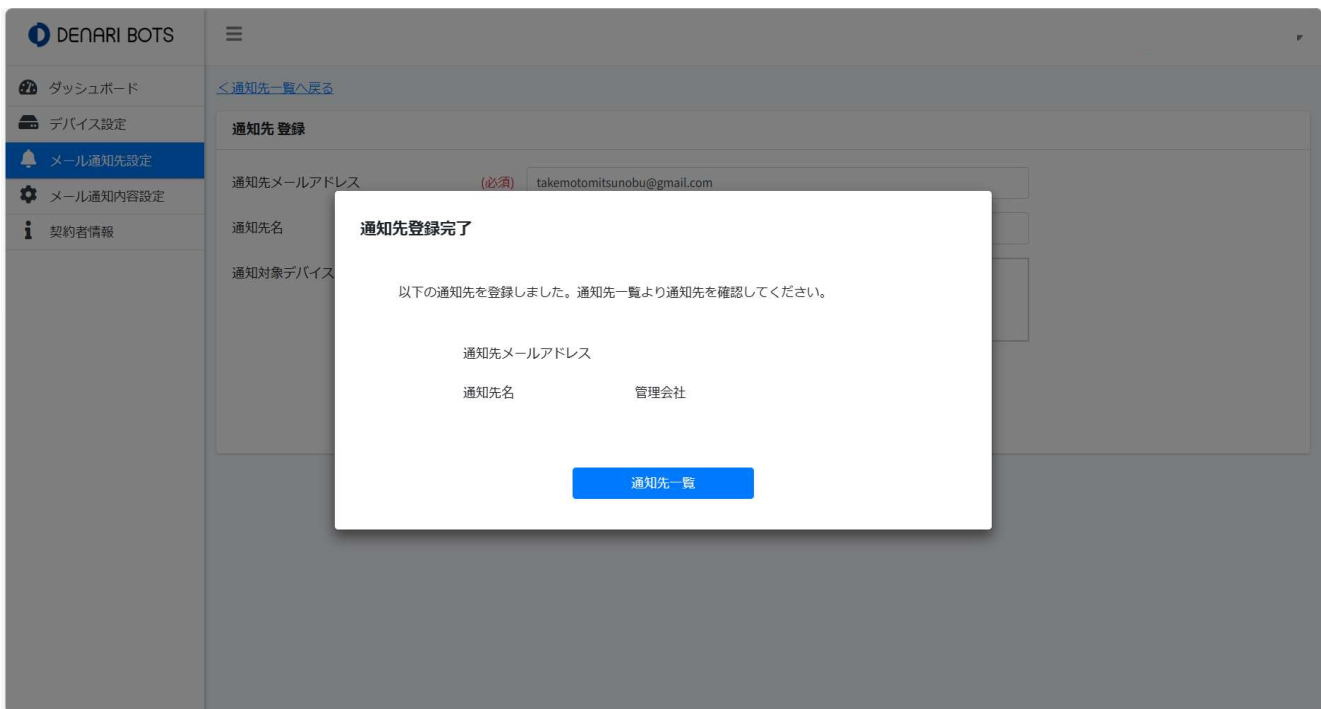 DENARI BOTS
ダッシュボード
デバイス設定
メール通知先設定
メール通知内容設定
契約者情報
＜通知先一覧へ戻る
通知先 登録
通知先メールアドレス (必須) takemotomitsunobu@gmail.com
通知先名
通知対象デバイス
通知先登録完了
以下の通知先を登録しました。通知先一覧より通知先を確認してください。
通知先メールアドレス
通知先名 管理会社
通知先一覧